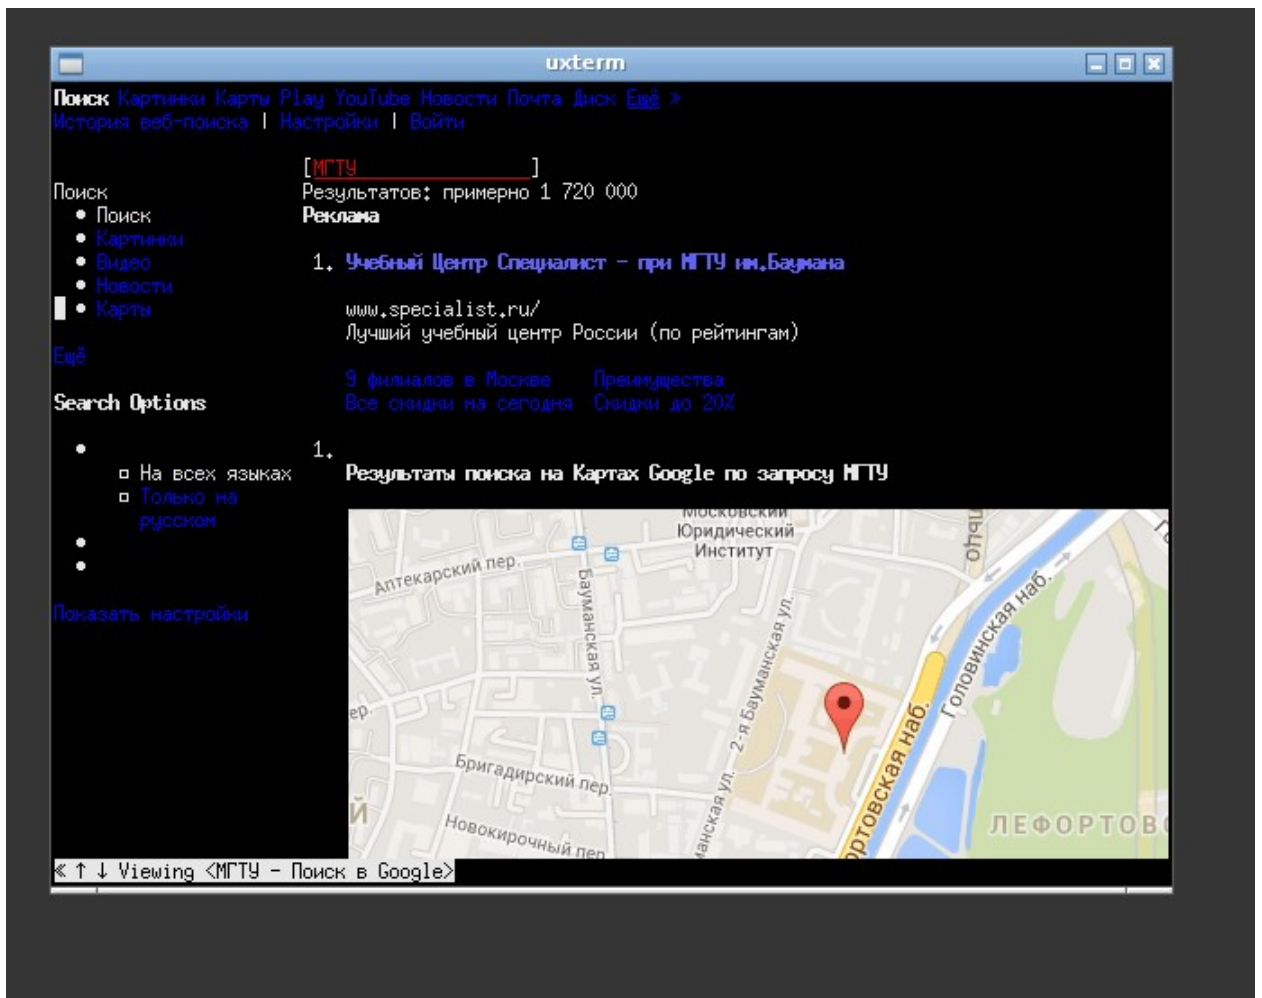 uxterm
Поиск Картинки Карты Play YouTube Новости Почта Диск Ещё »
История веб-поиска | Настройки | Войти
[МГТУ]
Поиск
Результатов: примерно 1 720 000
• Поиск
Реклама
• Картинки
• Видео
1. Учебный Центр Специалист - при МГТУ им.Баумана
• Новости
• Карты
www.specialist.ru/
Лучший учебный центр России (по рейтингам)
Ещё
9 филиалов в Москве Преимущества
Search Options
Все скидки на сегодня Скидки до 20%
•
1.
▫ На всех языках
Результаты поиска на Картах Google по запросу МГТУ
▫ Только на
русском
•
•
Показать настройки
Московский
Юридический
Институт
Аптекарский пер.
Бауманская ул.
2-я Бауманская ул.
Головинская наб.
Бригадирский пер.
Новокирочный пер
ЛЕФОРТОВО
« ↑ ↓ Viewing <МГТУ - Поиск в Google>